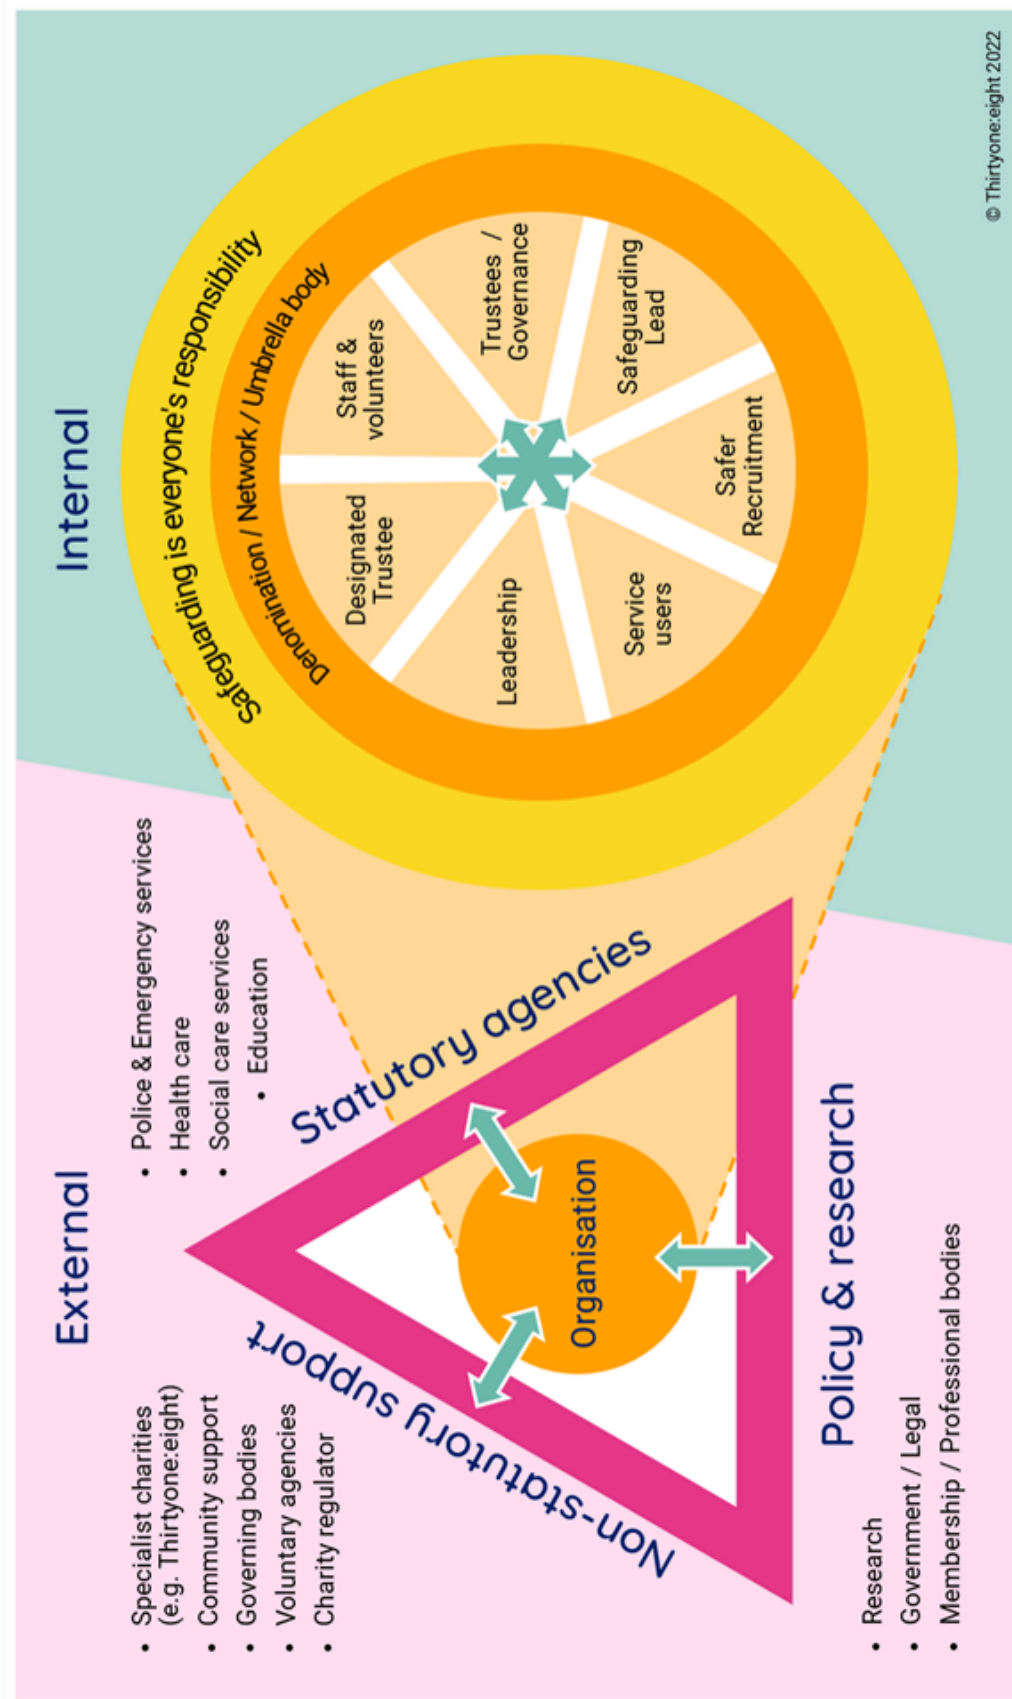 External
Internal
• Specialist charities
(e.g. Thirtyone:eight)
• Community support
• Governing bodies
• Voluntary agencies
• Charity regulator
• Police & Emergency services
• Health care
• Social care services
• Education
Non-statutory support
Statutory agencies
Organisation
Policy & research
• Research
• Government / Legal
• Membership / Professional bodies
Safeguarding is everyone's responsibility
Denomination / Network / Umbrella body
Designated
Trustee
Staff &
volunteers
Leadership
Trustees /
Governance
Service
users
Safeguarding
Lead
Safer
Recruitment
© Thirtyone:eight 2022